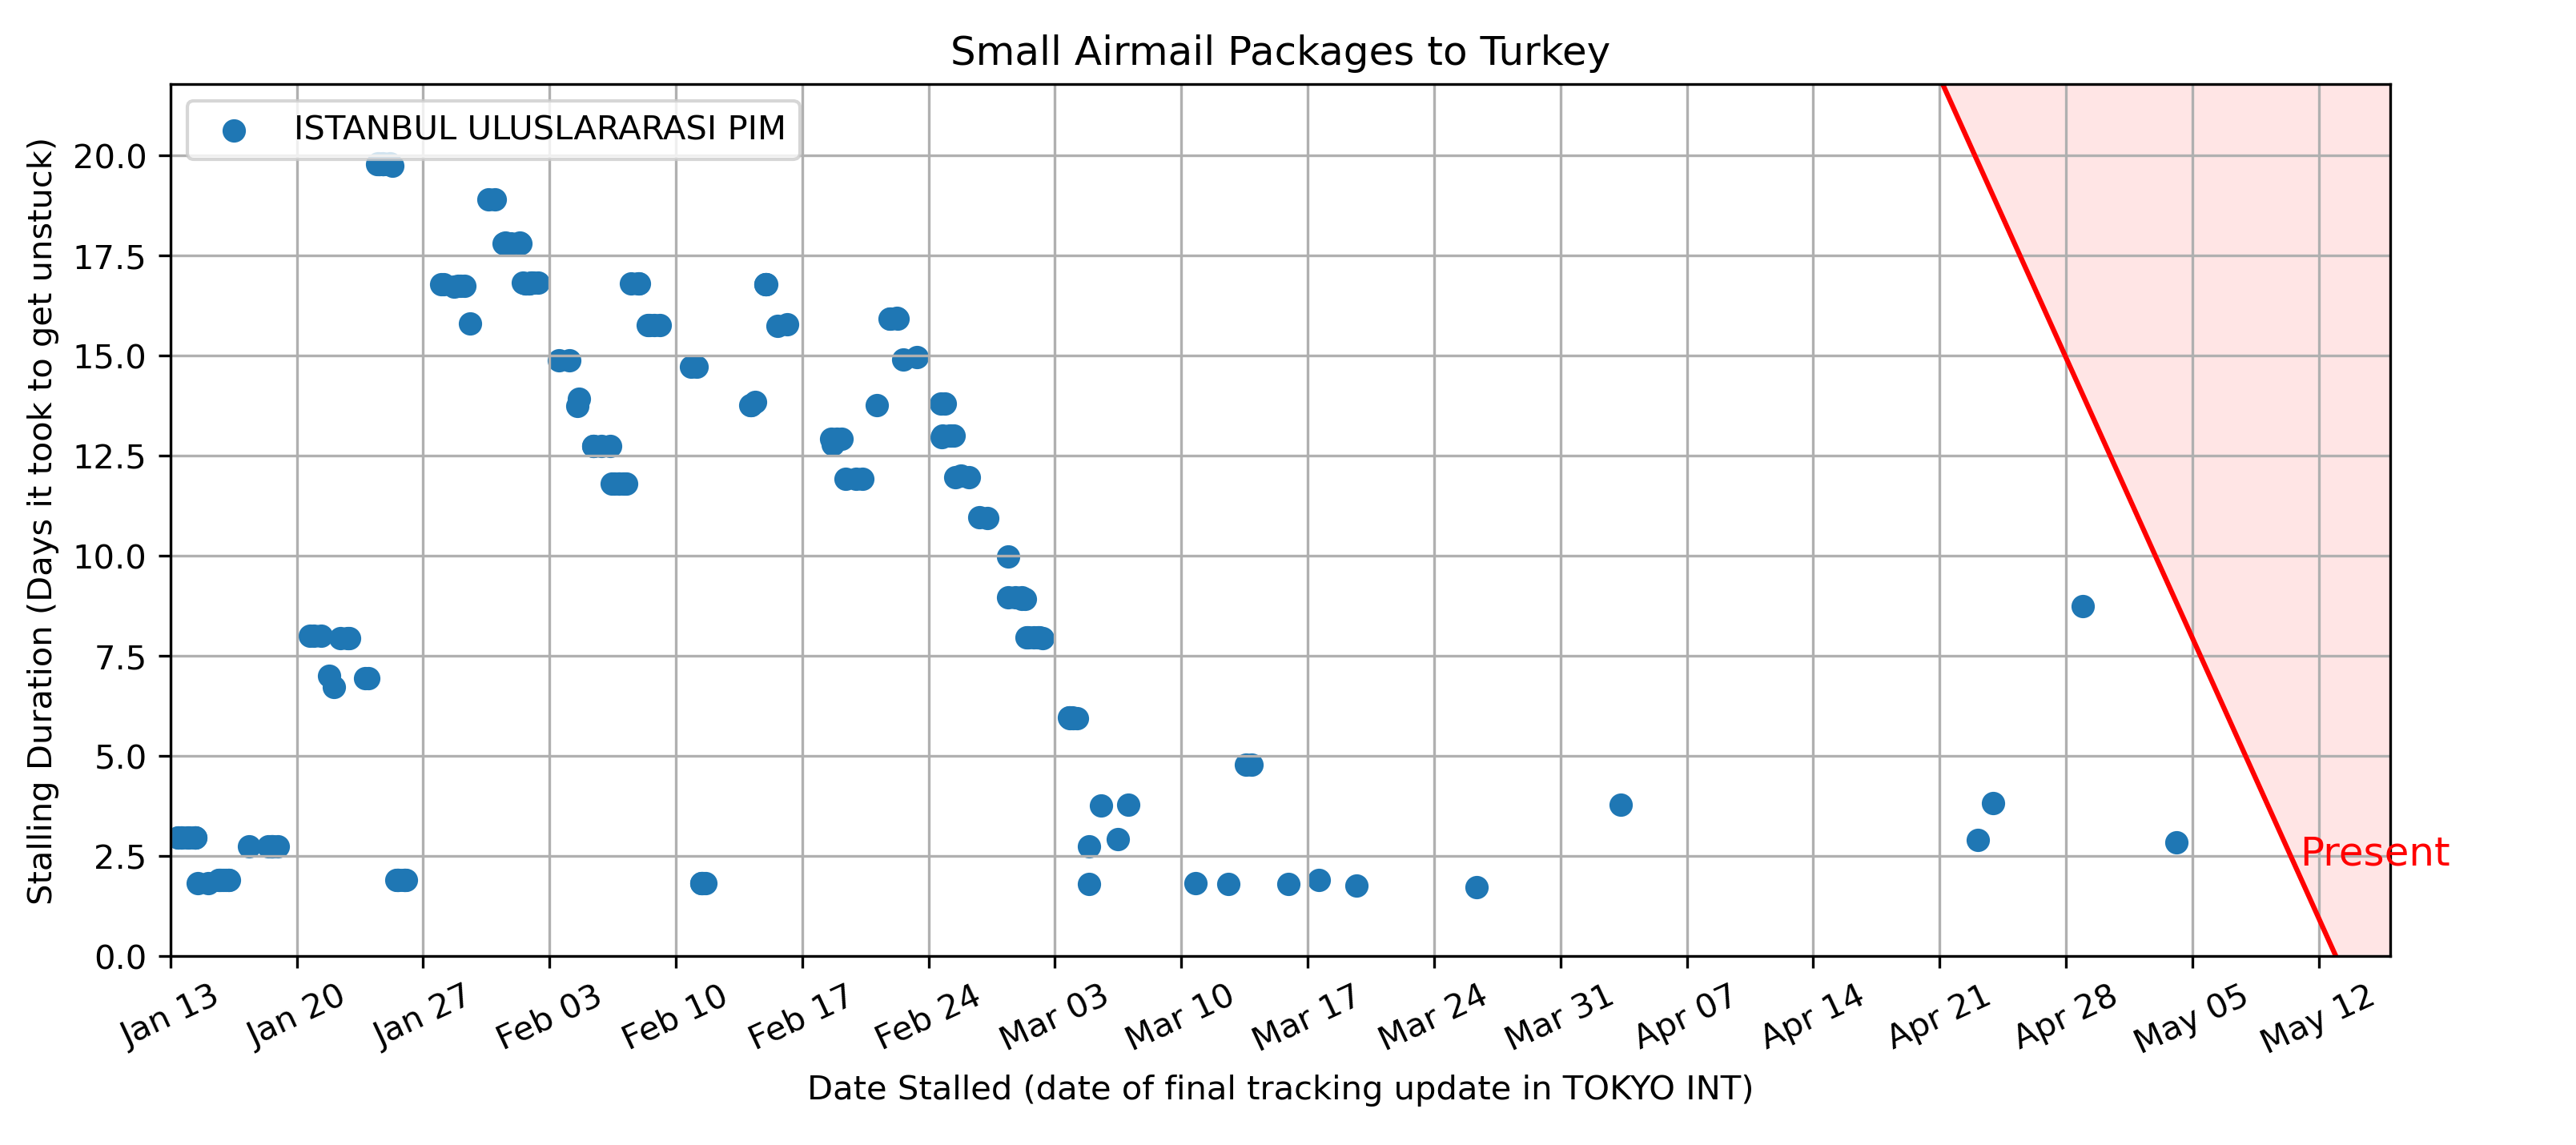 Small Airmail Packages to Turkey
ISTANBUL ULUSLARARASI PIM
Stalling Duration (Days it took to get unstuck)
20.0
17.5
15.0
12.5
10.0
7.5
5.0
2.5
0.0
Present
Jan 13
Jan 20
Jan 27
Feb 03
Feb 10
Feb 17
Feb 24
Mar 03
Mar 10
Mar 17
Mar 24
Mar 31
Apr 07
Apr 14
Apr 21
Apr 28
May 05
May 12
Date Stalled (date of final tracking update in TOKYO INT)